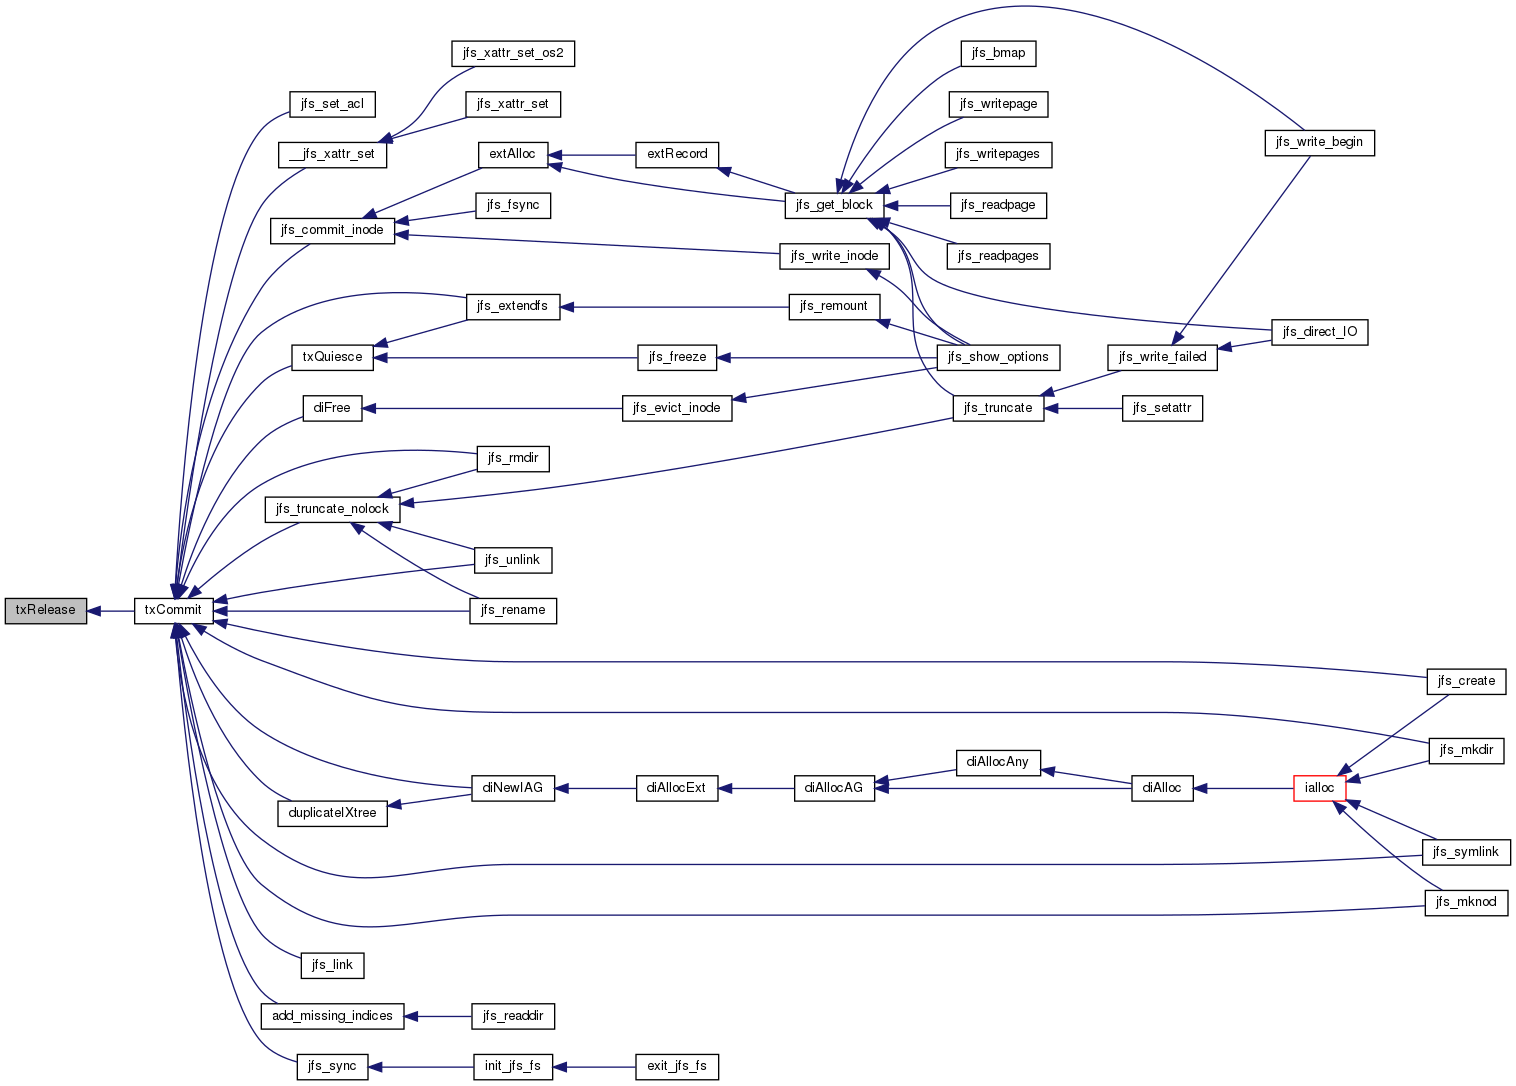 jfs_xattr_set_os2
jfs_bmap
jfs_set_acl
jfs_xattr_set
jfs_writepage
jfs_write_begin
__jfs_xattr_set
extAlloc
extRecord
jfs_writepages
jfs_fsync
jfs_get_block
jfs_readpage
jfs_commit_inode
jfs_write_inode
jfs_readpages
jfs_extendfs
jfs_remount
jfs_direct_IO
txQuiesce
jfs_freeze
jfs_show_options
jfs_write_failed
diFree
jfs_evict_inode
jfs_truncate
jfs_setattr
jfs_rmdir
jfs_truncate_nolock
jfs_unlink
txRelease
txCommit
jfs_rename
jfs_create
jfs_mkdir
diAllocAny
diNewIAG
diAllocExt
diAllocAG
diAlloc
ialloc
duplicateIXtree
jfs_symlink
jfs_mknod
jfs_link
add_missing_indices
jfs_readdir
jfs_sync
init_jfs_fs
exit_jfs_fs